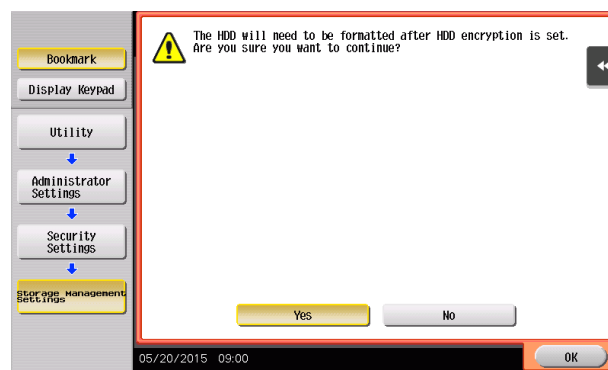 The HDD will need to be formatted after HDD encryption is set.
Are you sure you want to continue?
Bookmark
Display Keypad
Utility
Administrator
Settings
Security
Settings
Storage Management
Settings
Yes
No
05/20/2015 09:00
OK